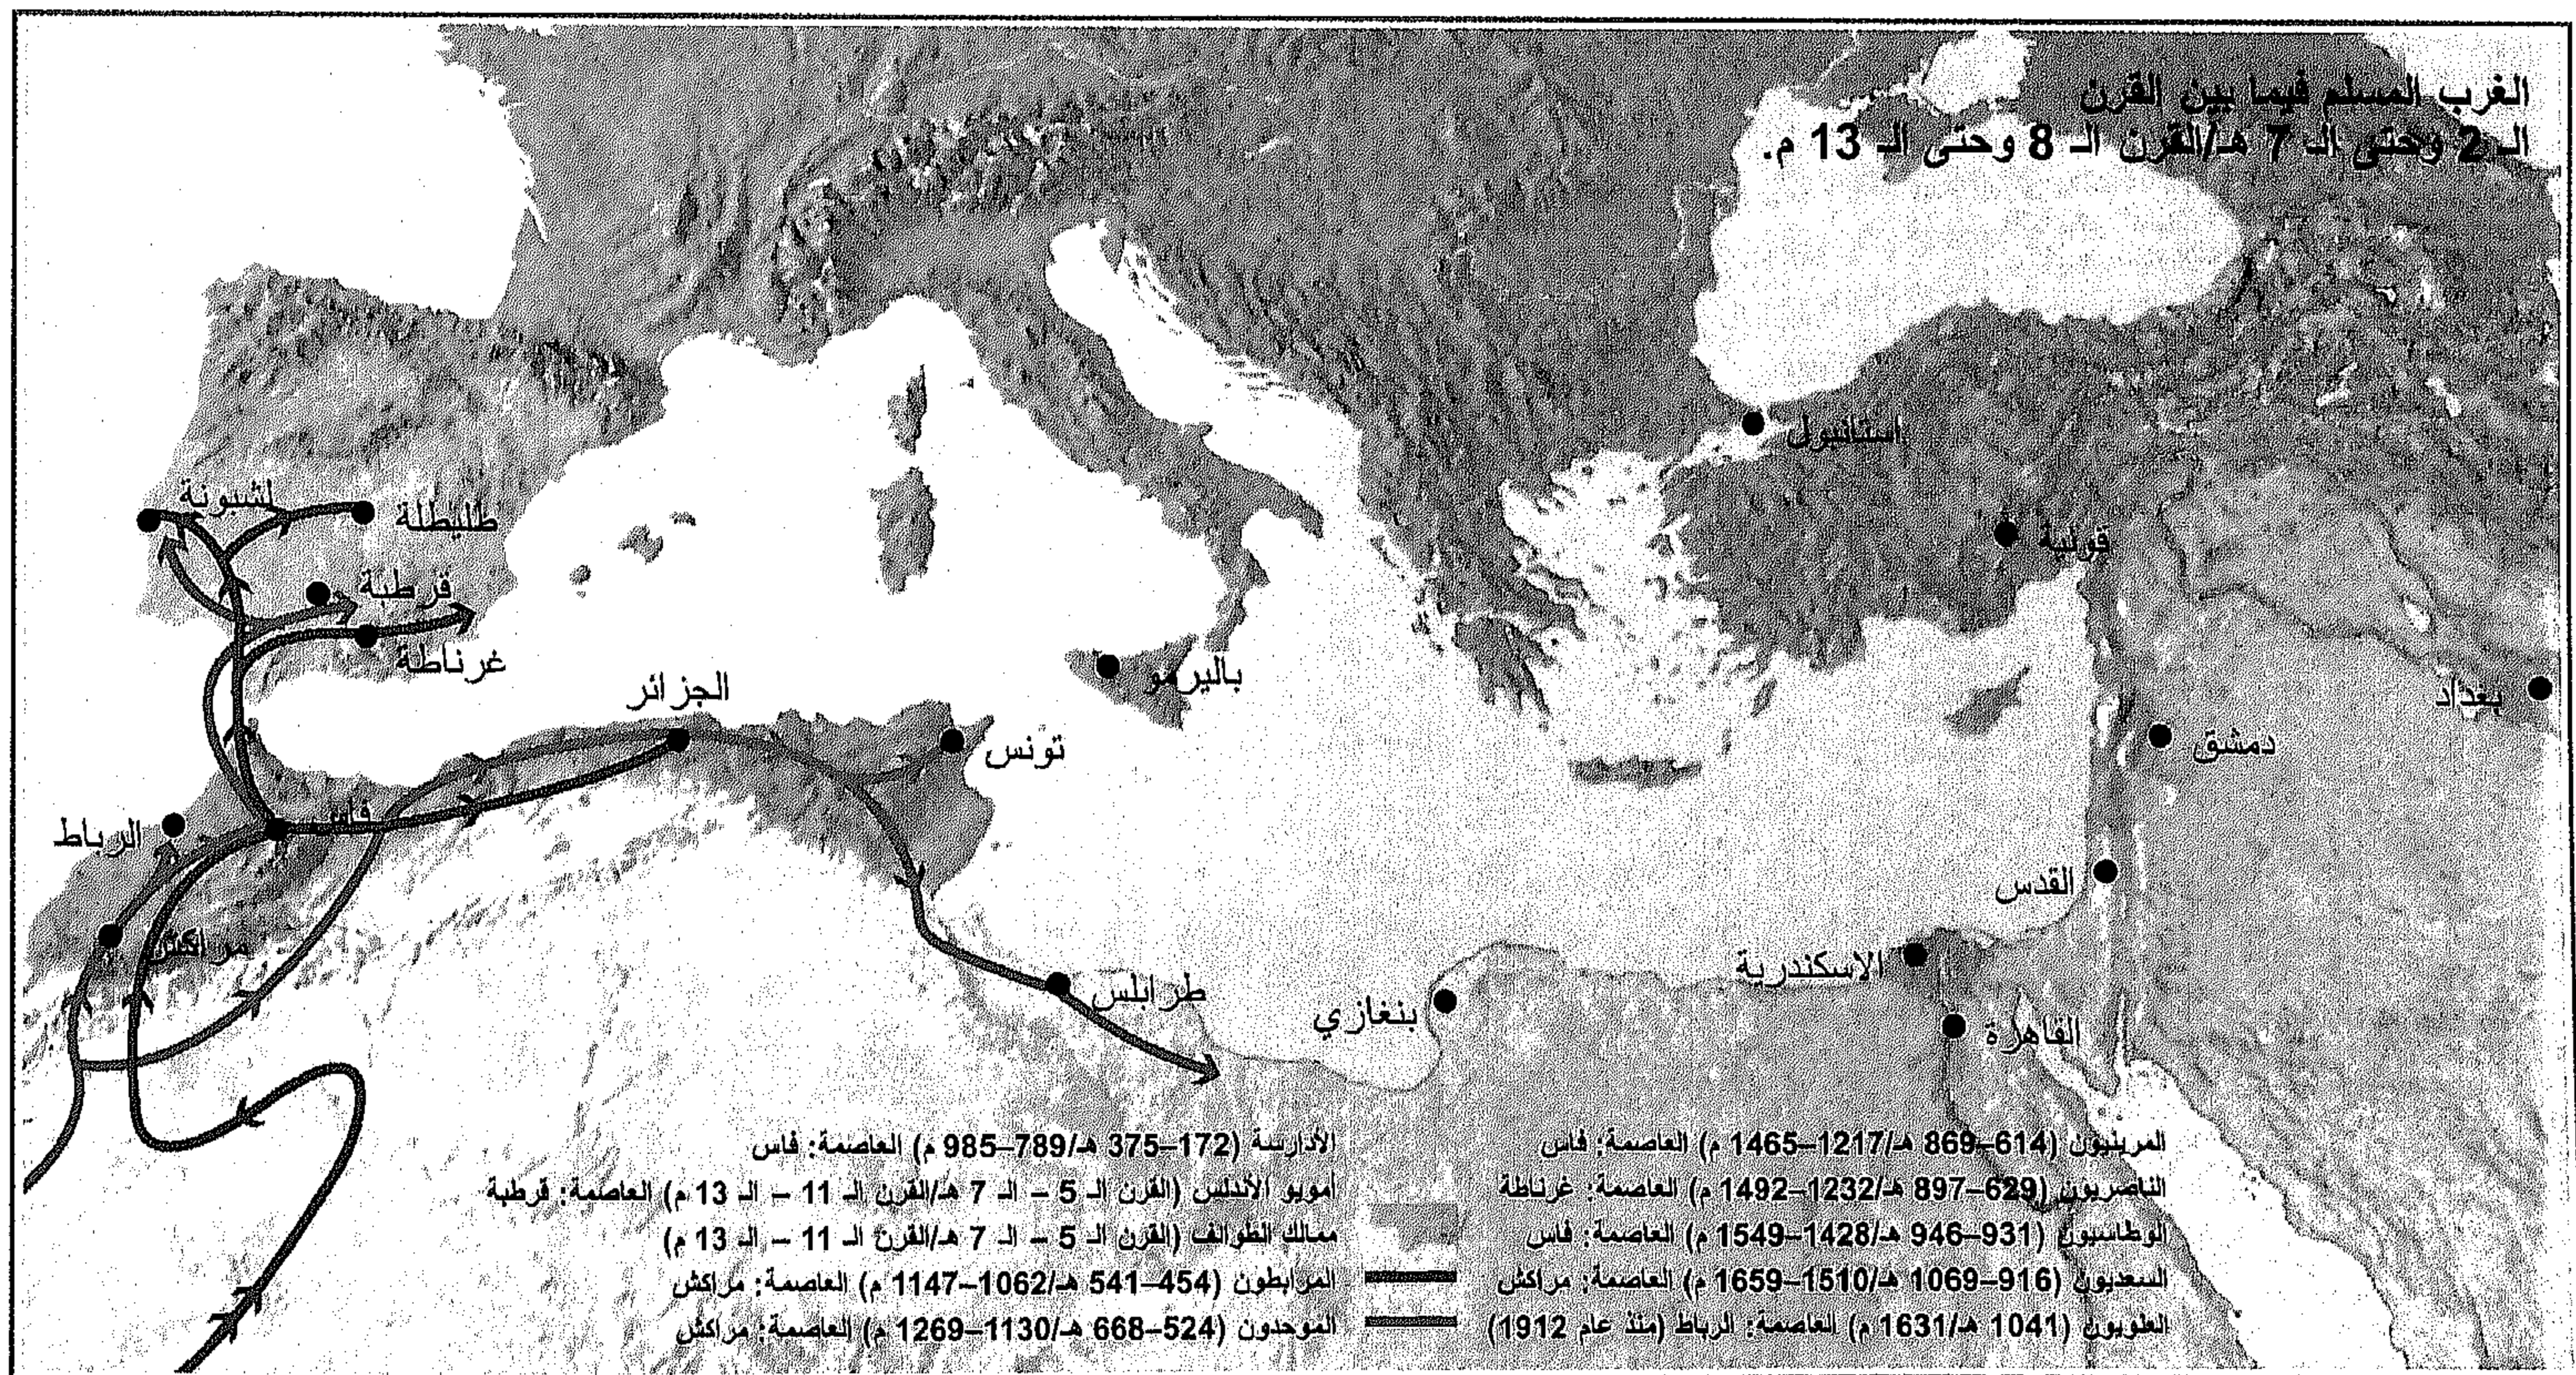 الغرب المسلم فيما بين القرن
الـ 2 وحتى الـ 7 هـ/القرن الـ 8 وحتى الـ 13 م.
استانبول
لشبونة
طليطلة
قونية
قرطبة
غرناطة
باليرمو
الجزائر
بغداد
دمشق
تونس
فاس
الرباط
القدس
مراكش
الاسكندرية
طرابلس
بنغازي
القاهرة
المرينيون (614–869 هـ/1217–1465 م) العاصمة: فاس
الناصريون (629–897 هـ/1232–1492 م) العاصمة: غرناطة
الوطاسيون (931–946 هـ/1428–1549 م) العاصمة: فاس
السعديون (916–1069 هـ/1510–1659 م) العاصمة: مراكش
العلويون (1041 هـ/1631 م) العاصمة: الرباط (منذ عام 1912)
الأدارسة (172–375 هـ/789–985 م) العاصمة: فاس
أمويو الأندلس (القرن الـ 5 – الـ 7 هـ/القرن الـ 11 – الـ 13 م) العاصمة: قرطبة
ممالك الطوائف (القرن الـ 5 – الـ 7 هـ/القرن الـ 11 – الـ 13 م)
المرابطون (454–541 هـ/1062–1147 م) العاصمة: مراكش
الموحدون (524–668 هـ/1130–1269 م) العاصمة: مراكش